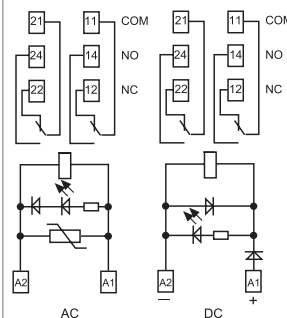 21 11 COM 21 11 COM
24 14 NO 24 14 NO
22 12 NC 22 12 NC
A2 A1 A2 A1
— +
AC DC